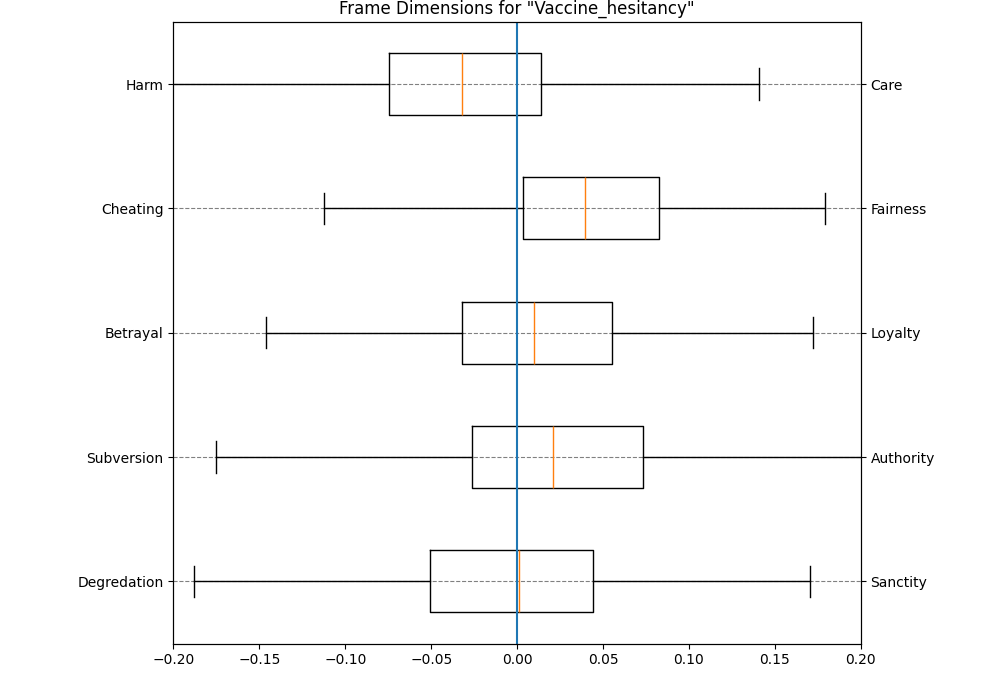 Frame Dimensions for "Vaccine_hesitancy"
Harm Care
Cheating Fairness
Betrayal Loyalty
Subversion Authority
Degredation Sanctity
−0.20 −0.15 −0.10 −0.05 0.00 0.05 0.10 0.15 0.20